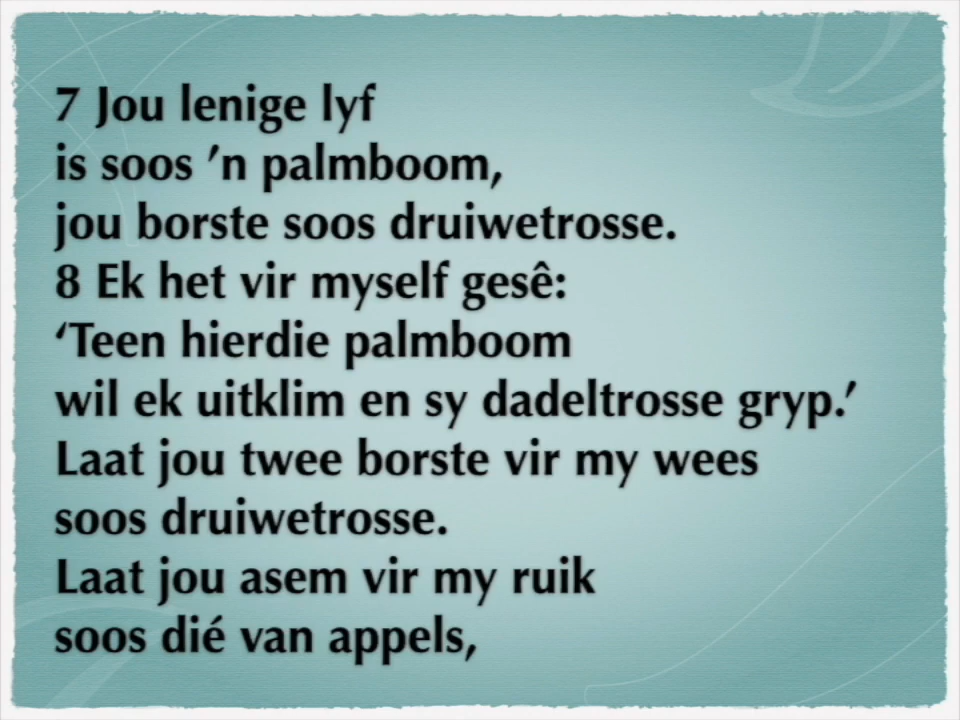 7 Jou lenige lyf
is soos ’n palmboom,
jou borste soos druiwetrosse.
8 Ek het vir myself gesê:
‘Teen hierdie palmboom
wil ek uitklim en sy dadeltrosse gryp.’
Laat jou twee borste vir my wees
soos druiwetrosse.
Laat jou asem vir my ruik
soos dié van appels,